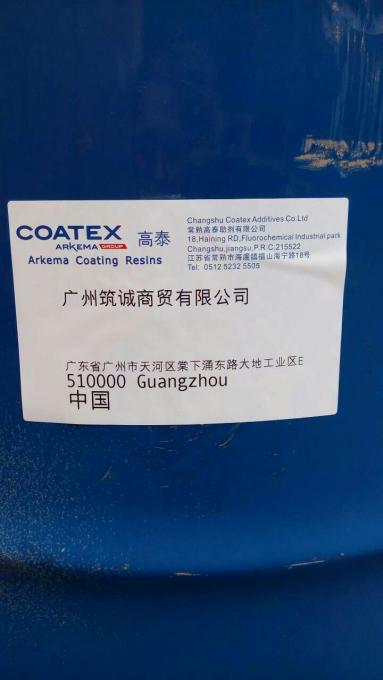 COATEX
ARKEMA GROUP
高泰
Arkema Coating Resins
Changshu Coatex Additives Co.Ltd
常熟高泰助剂有限公司
18,Haining RD,Fluorochemical Industrial park
Changshu,jiangsu,P.R.C.215522
江苏省常熟市海虞镇福山海宁路18号
Tel: 0512 5232 5505
广州筑诚商贸有限公司
广东省广州市天河区棠下涌东路大地工业区E
510000 Guangzhou
中国